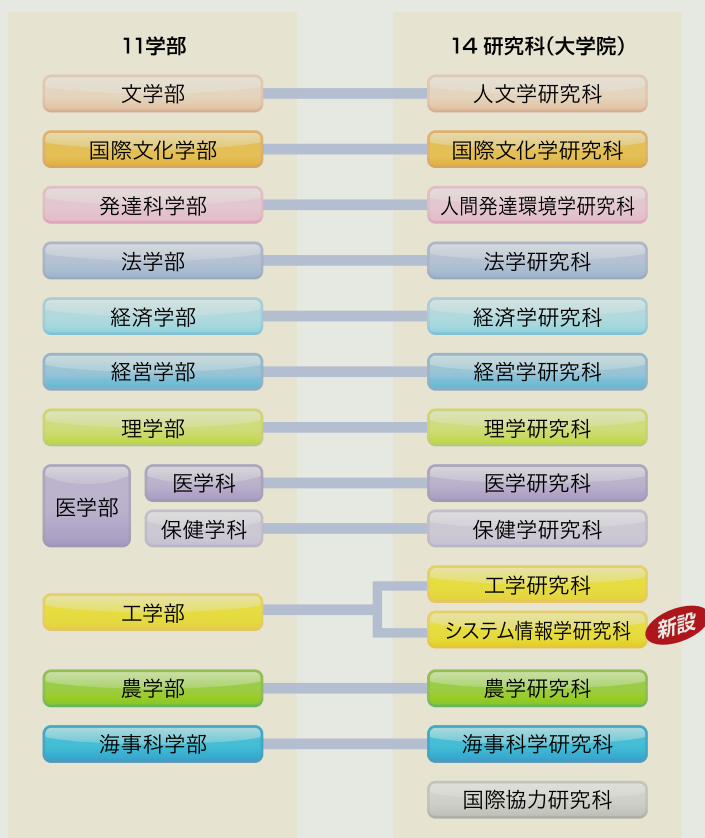 11学部
14 研究科(大学院)
文学部
人文学研究科
国際文化学部
国際文化学研究科
発達科学部
人間発達環境学研究科
法学部
法学研究科
経済学部
経済学研究科
経営学部
経営学研究科
理学部
理学研究科
医学部
医学科
医学研究科
保健学科
保健学研究科
工学部
工学研究科
システム情報学研究科
新設
農学部
農学研究科
海事科学部
海事科学研究科
国際協力研究科